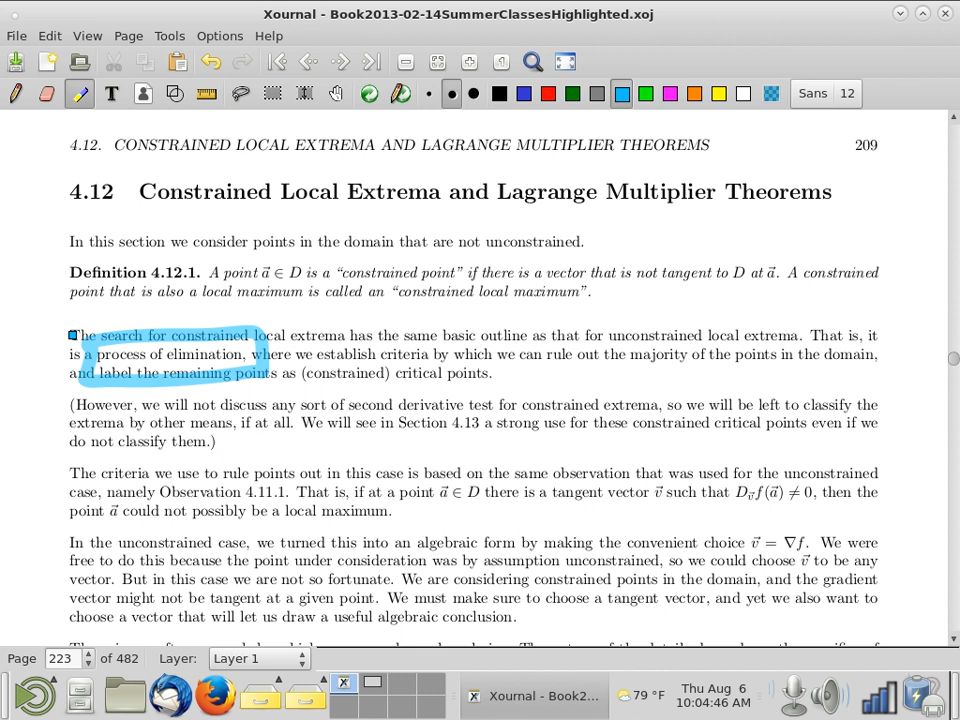 Xournal - Book2013-02-14SummerClassesHighlighted.xoj
File Edit View Page Tools Options Help
T Sans 12
4.12. CONSTRAINED LOCAL EXTREMA AND LAGRANGE MULTIPLIER THEOREMS 209
4.12 Constrained Local Extrema and Lagrange Multiplier Theorems
In this section we consider points in the domain that are not unconstrained.
Definition 4.12.1. A point a⃗ ∈ D is a “constrained point” if there is a vector that is not tangent to D at a⃗. A constrained
point that is also a local maximum is called an “constrained local maximum”.
The search for constrained local extrema has the same basic outline as that for unconstrained local extrema. That is, it
is a process of elimination, where we establish criteria by which we can rule out the majority of the points in the domain,
and label the remaining points as (constrained) critical points.
(However, we will not discuss any sort of second derivative test for constrained extrema, so we will be left to classify the
extrema by other means, if at all. We will see in Section 4.13 a strong use for these constrained critical points even if we
do not classify them.)
The criteria we use to rule points out in this case is based on the same observation that was used for the unconstrained
case, namely Observation 4.11.1. That is, if at a point a⃗ ∈ D there is a tangent vector v⃗ such that D_v⃗ f(a⃗) ≠ 0, then the
point a⃗ could not possibly be a local maximum.
In the unconstrained case, we turned this into an algebraic form by making the convenient choice v⃗ = ∇f. We were
free to do this because the point under consideration was by assumption unconstrained, so we could choose v⃗ to be any
vector. But in this case we are not so fortunate. We are considering constrained points in the domain, and the gradient
vector might not be tangent at a given point. We must make sure to choose a tangent vector, and yet we also want to
choose a vector that will let us draw a useful algebraic conclusion.
Page 223 of 482 Layer: Layer 1
Xournal - Book2... 79 °F Thu Aug 6
10:04:46 AM